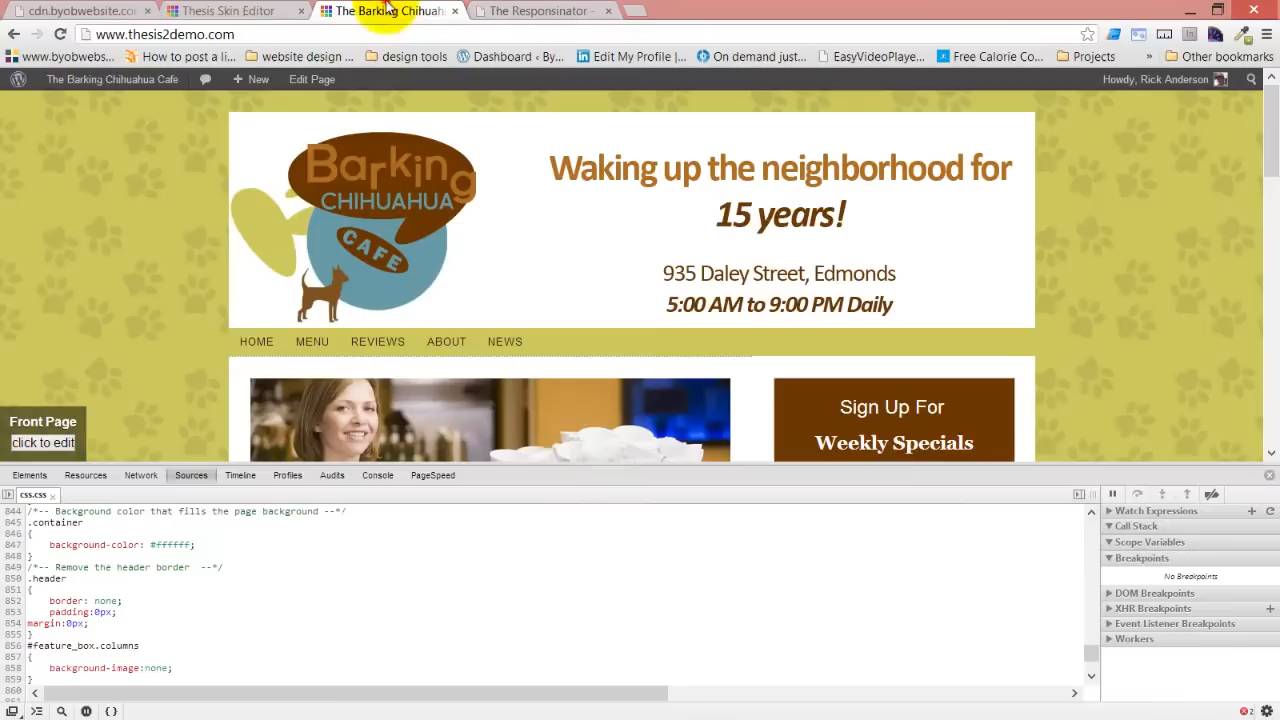 cdn.byobwebsite.com
Thesis Skin Editor
The Barking Chihuah
The Responsinator -
www.thesis2demo.com
www.byobwebs...
How to post a li...
website design ...
design tools
Dashboard ‹ By...
Edit My Profile |...
On demand just...
EasyVideoPlaye...
Free Calorie Co...
Projects
»
Other bookmarks
The Barking Chihuahua Cafe
+ New
Edit Page
Howdy, Rick Anderson
Barking
CHIHUAHUA
CAFE
Waking up the neighborhood for
15 years!
935 Daley Street, Edmonds
5:00 AM to 9:00 PM Daily
HOME MENU REVIEWS ABOUT NEWS
Front Page
click to edit
Sign Up For
Weekly Specials
Elements Resources Network Sources Timeline Profiles Audits Console PageSpeed
css.css
844 /*-- Background color that fills the page background --*/
845 .container
846 {
847 background-color: #ffffff;
848 }
849 /*-- Remove the header border --*/
850 .header
851 {
852 border: none;
853 padding:0px;
854 margin:0px;
855 }
856 #feature_box.columns
857 {
858 background-image:none;
859 }
860
Watch Expressions
Call Stack
Scope Variables
Breakpoints
No Breakpoints
DOM Breakpoints
XHR Breakpoints
Event Listener Breakpoints
Workers
{ }
2